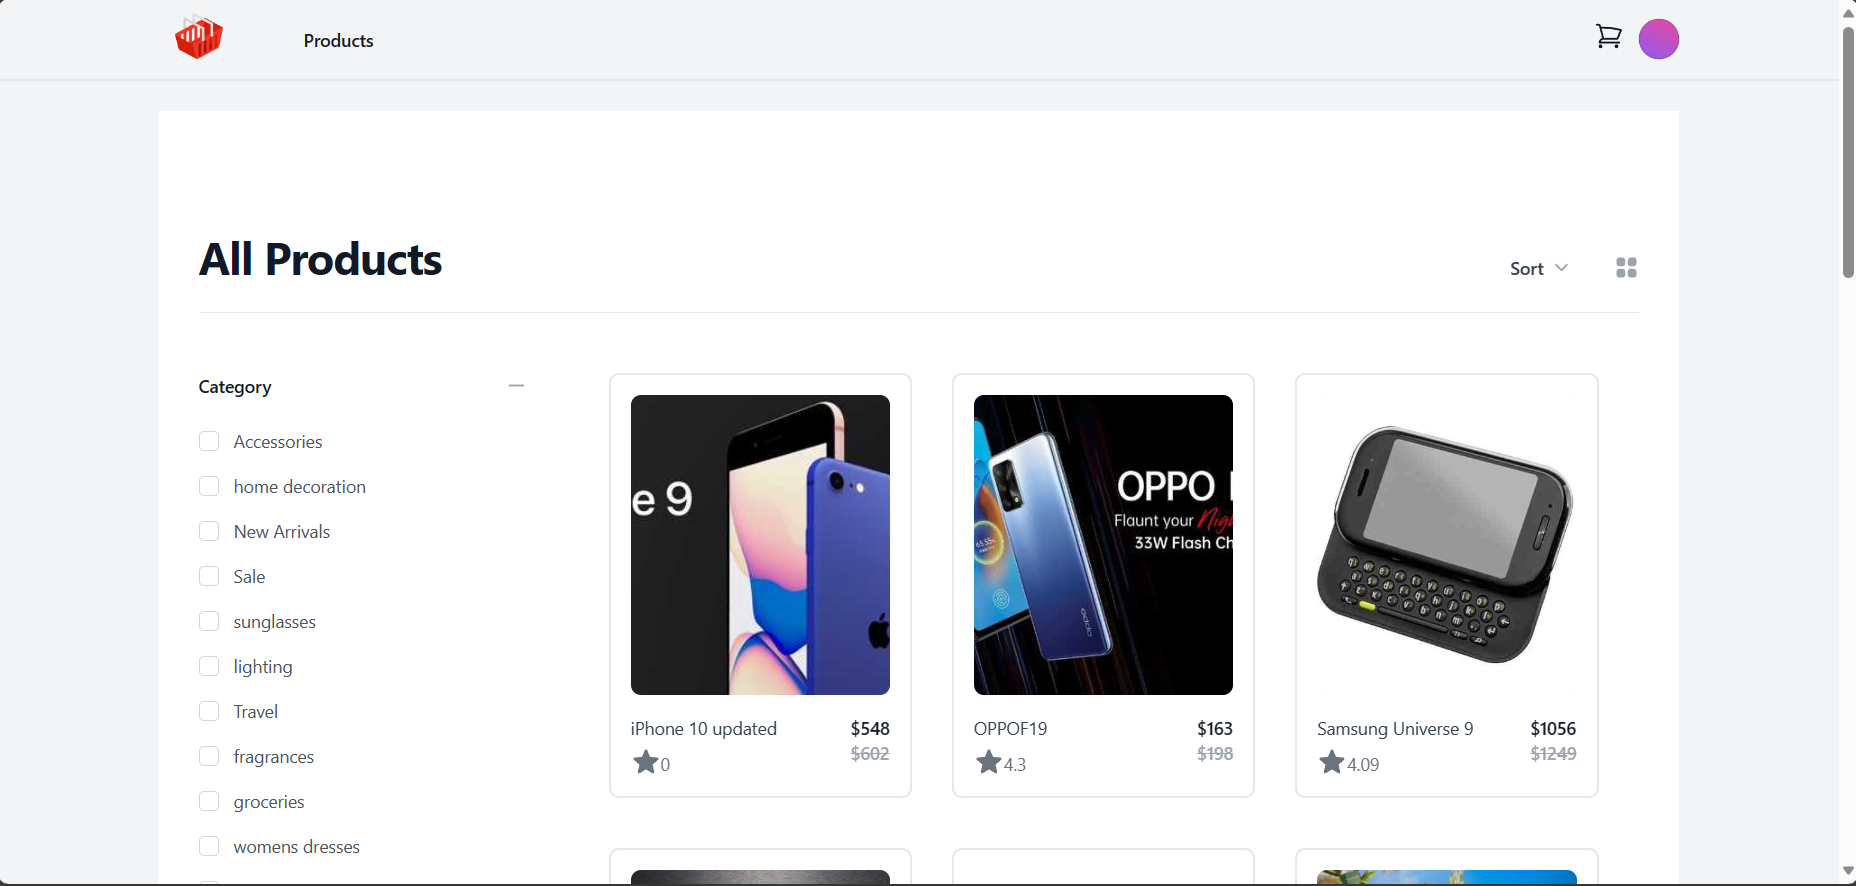 Products
All Products
Sort
Category
Accessories
home decoration
New Arrivals
Sale
sunglasses
lighting
Travel
fragrances
groceries
womens dresses
e 9
iPhone 10 updated
$548
$602
0
OPPO
Flaunt your
33W Flash Ch
oppo
OPPOF19
$163
$198
4.3
Samsung Universe 9
$1056
$1249
4.09